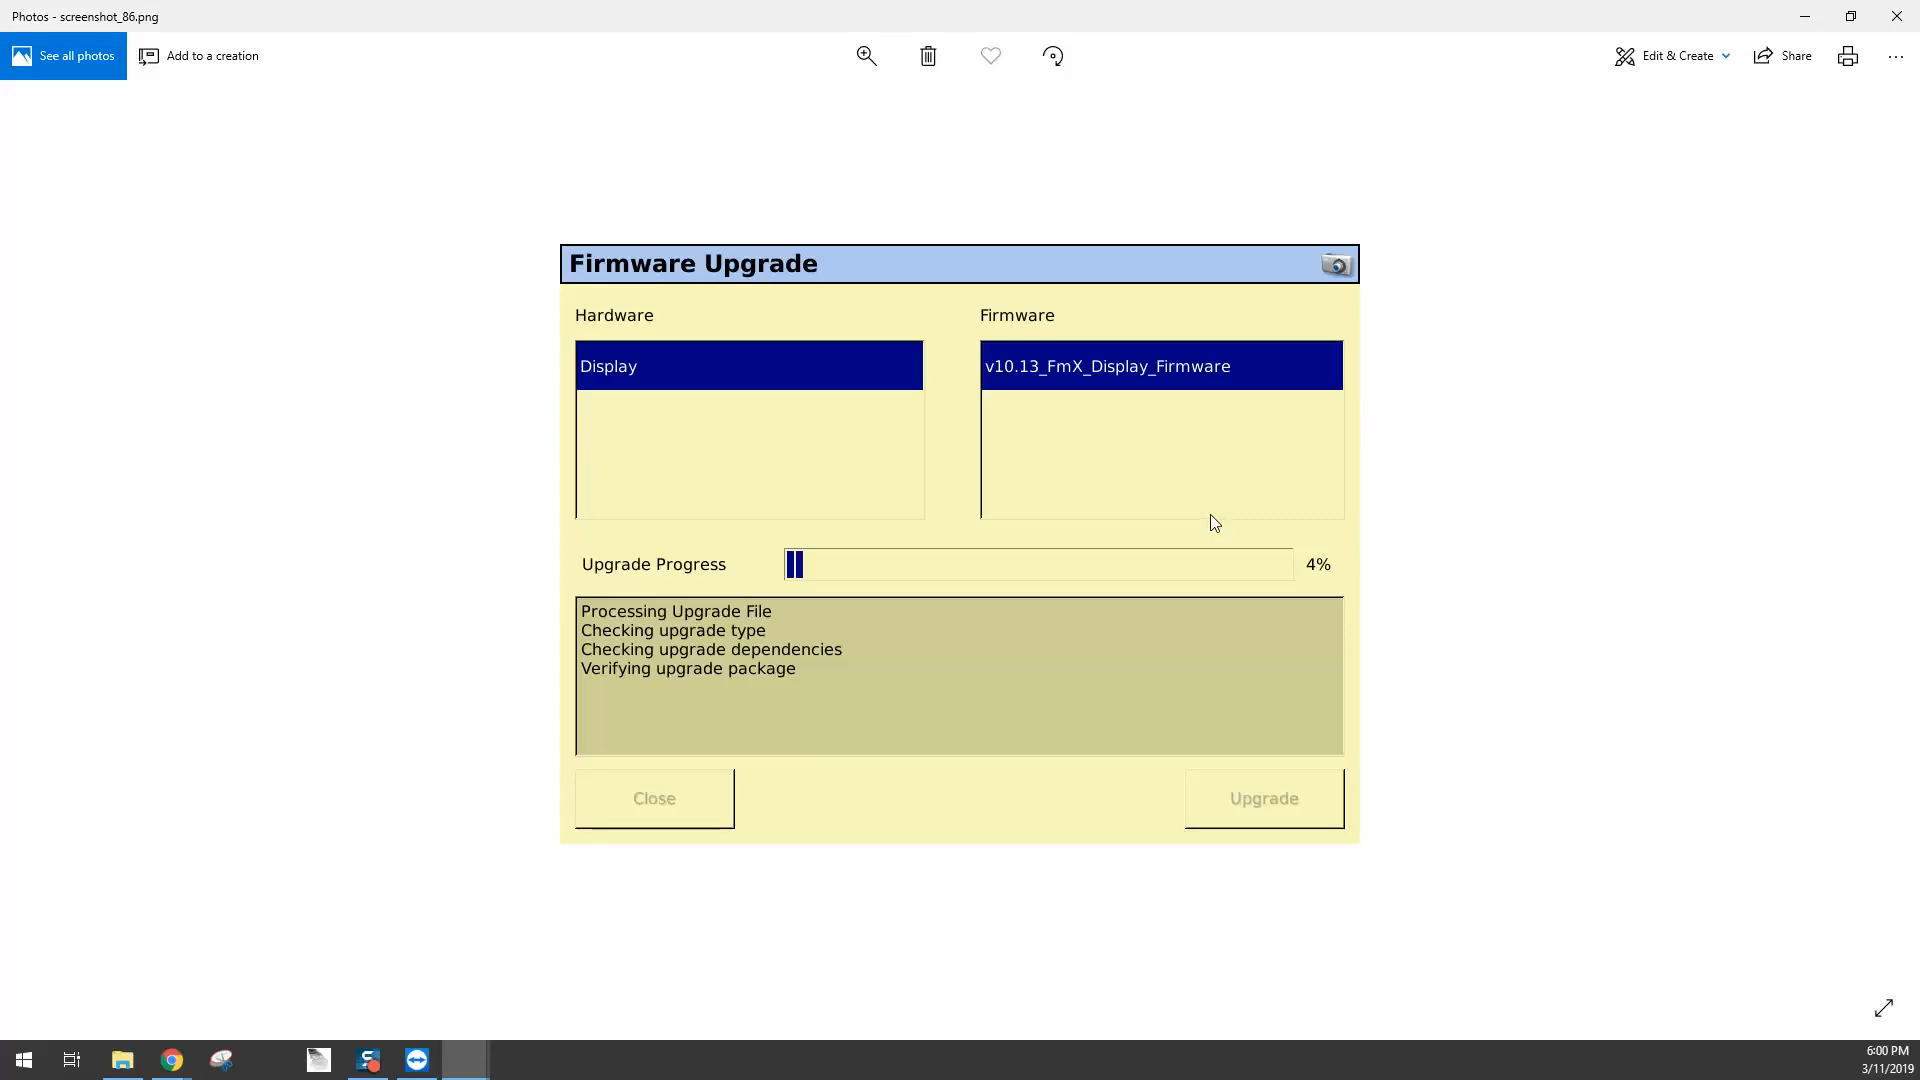 Photos - screenshot_86.png
See all photos
Add to a creation
Edit & Create
Share
Firmware Upgrade
Hardware
Firmware
Display
v10.13_FmX_Display_Firmware
Upgrade Progress
4%
Processing Upgrade File
Checking upgrade type
Checking upgrade dependencies
Verifying upgrade package
Close
Upgrade
6:00 PM
3/11/2019